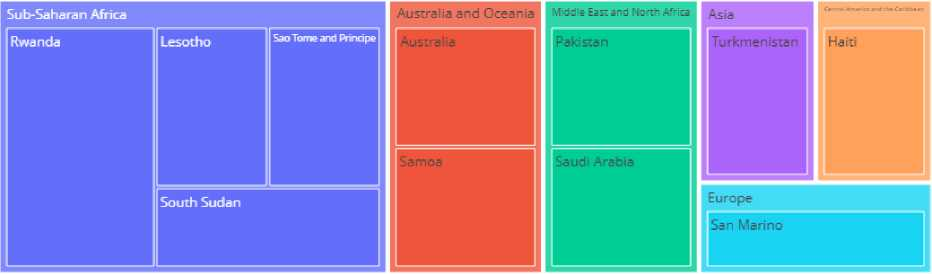 Sub-Saharan Africa
Rwanda
Lesotho
Sao Tome and Principe
South Sudan
Australia and Oceania
Australia
Samoa
Middle East and North Africa
Pakistan
Saudi Arabia
Asia
Turkmenistan
Central America and the Caribbean
Haiti
Europe
San Marino